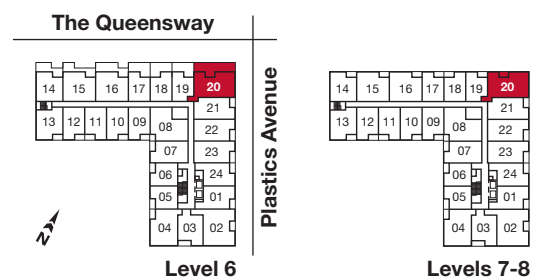 The Queensway
Plastics Avenue
14 15 16 17 18 19 20
21
13 12 11 10 09 08 22
07 23
06 24
05 01
04 03 02
N
Level 6
14 15 16 17 18 19 20
21
13 12 11 10 09 08 22
07 23
06 24
05 01
04 03 02
Levels 7-8